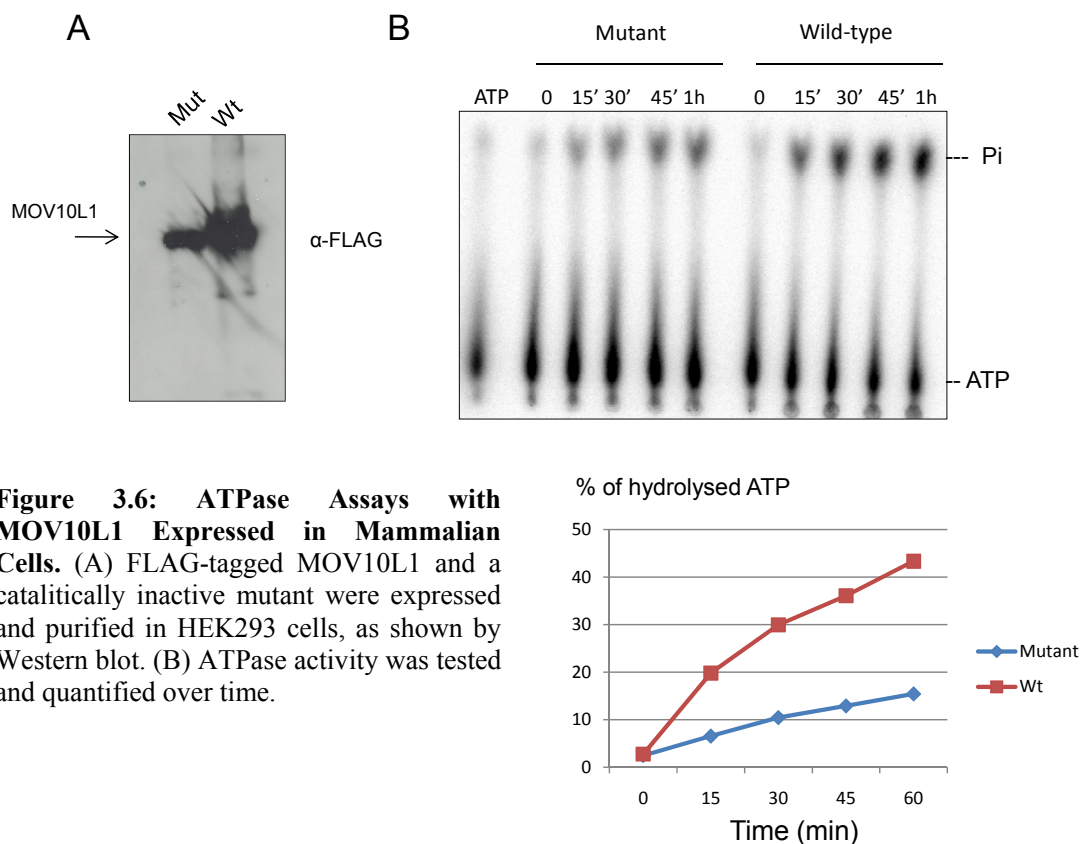 A
B
Mut Wt
MOV10L1
α-FLAG
Mutant Wild-type
ATP 0 15’ 30’ 45’ 1h 0 15’ 30’ 45’ 1h
--- Pi
-- ATP
Figure 3.6: ATPase Assays with
MOV10L1 Expressed in Mammalian
Cells. (A) FLAG-tagged MOV10L1 and a
catalitically inactive mutant were expressed
and purified in HEK293 cells, as shown by
Western blot. (B) ATPase activity was tested
and quantified over time.
% of hydrolysed ATP
50
40
30
20
10
0
0 15 30 45 60
Time (min)
Mutant
Wt